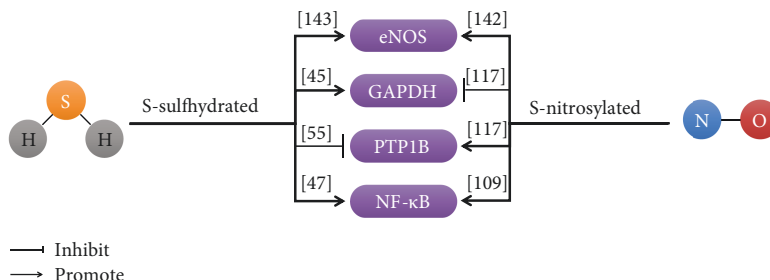 [143] [142]
eNOS
[45] [117]
S
S-sulfhydrated
GAPDH
S-nitrosylated
H H
N O
[55] [117]
PTP1B
[47] [109]
NF-κB
Inhibit
Promote